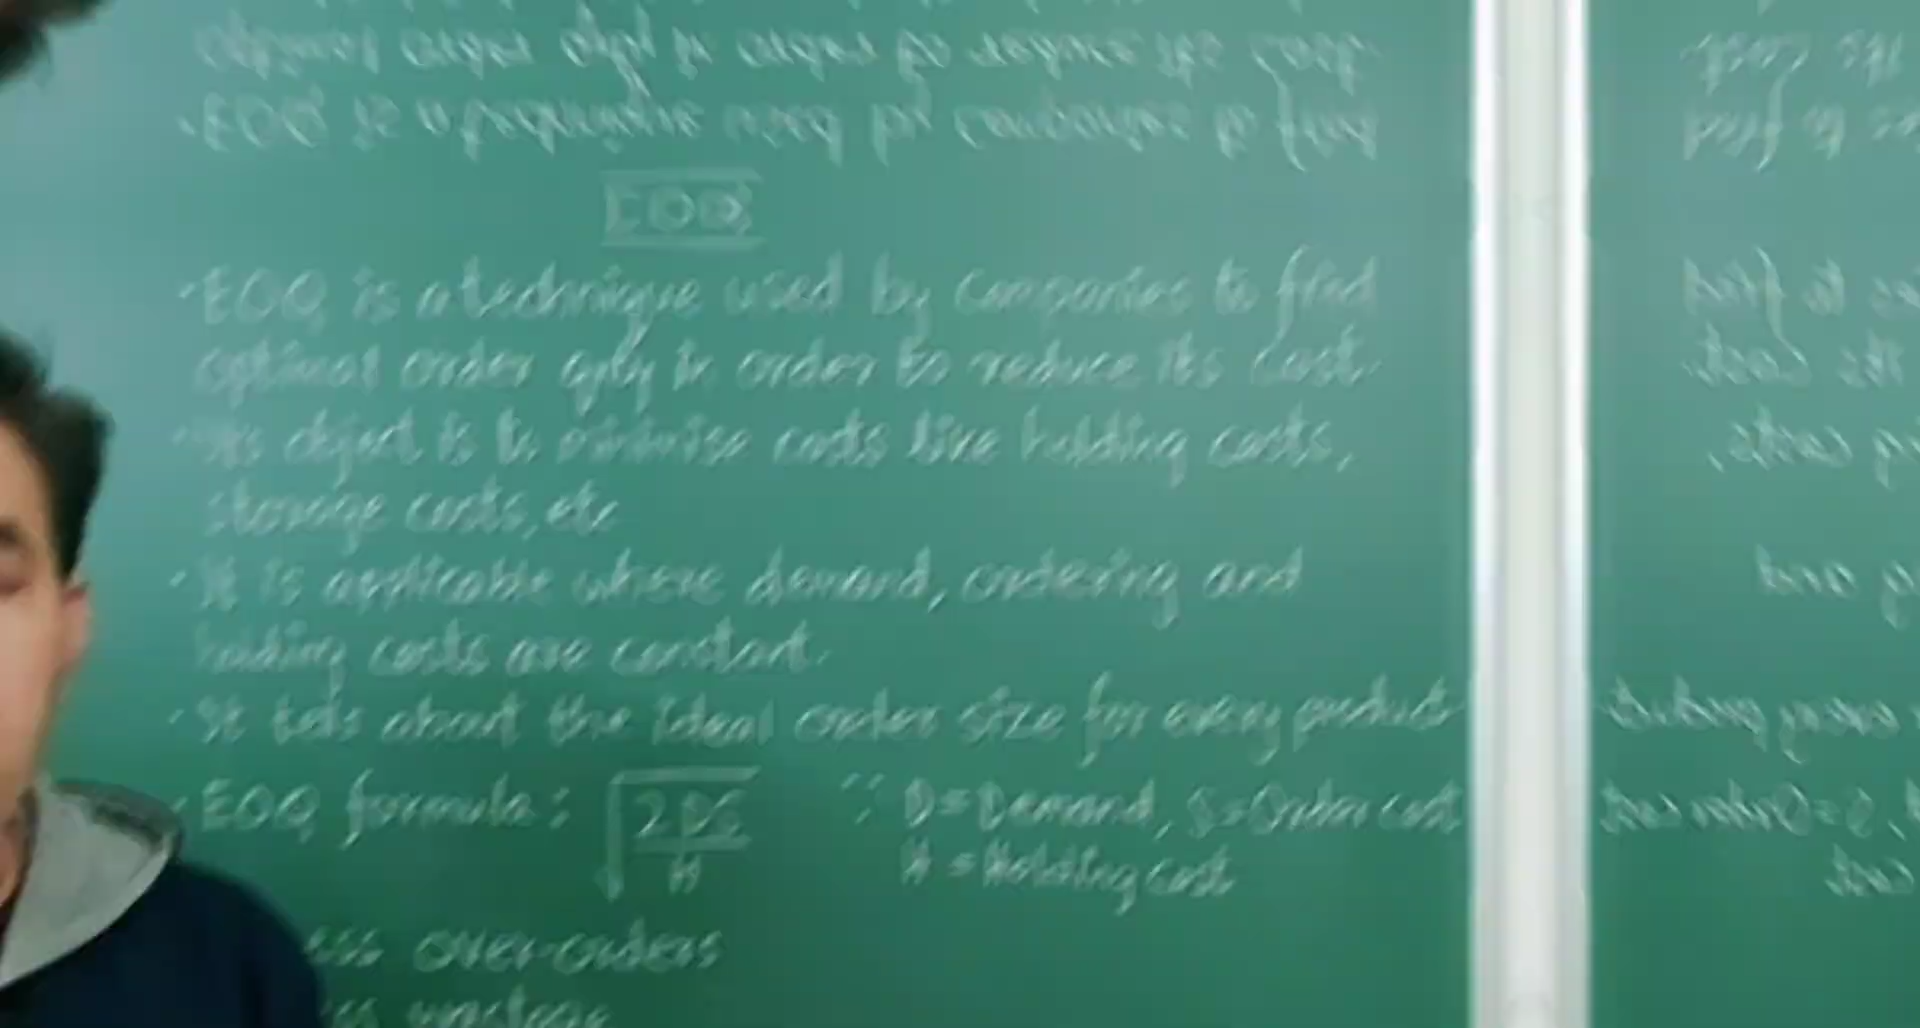 EOQ
·EOQ is a technique used by companies to find
optimal order qty in order to reduce its cost.
·Its object is to minimise costs like holding costs,
storage costs, etc
·It is applicable where demand, ordering and
holding costs are constant.
·It tells about the ideal order size for every product
·EOQ formula: √2DS/H ∵ D=Demand, S=Order cost
H=Holding cost
over-orders
wastage